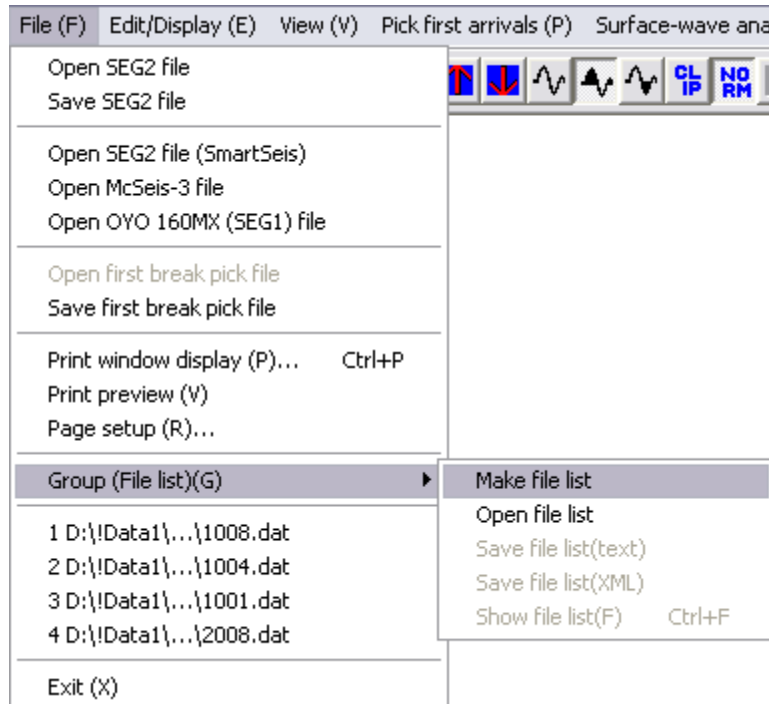 File (F) Edit/Display (E) View (V) Pick first arrivals (P) Surface-wave ana
CL
IP
NO
RM
Open SEG2 file
Save SEG2 file
Open SEG2 file (SmartSeis)
Open McSeis-3 file
Open OYO 160MX (SEG1) file
Open first break pick file
Save first break pick file
Print window display (P)... Ctrl+P
Print preview (V)
Page setup (R)...
Group (File list)(G)
Make file list
Open file list
Save file list(text)
Save file list(XML)
Show file list(F) Ctrl+F
1 D:\!Data1\...\1008.dat
2 D:\!Data1\...\1004.dat
3 D:\!Data1\...\1001.dat
4 D:\!Data1\...\2008.dat
Exit (X)